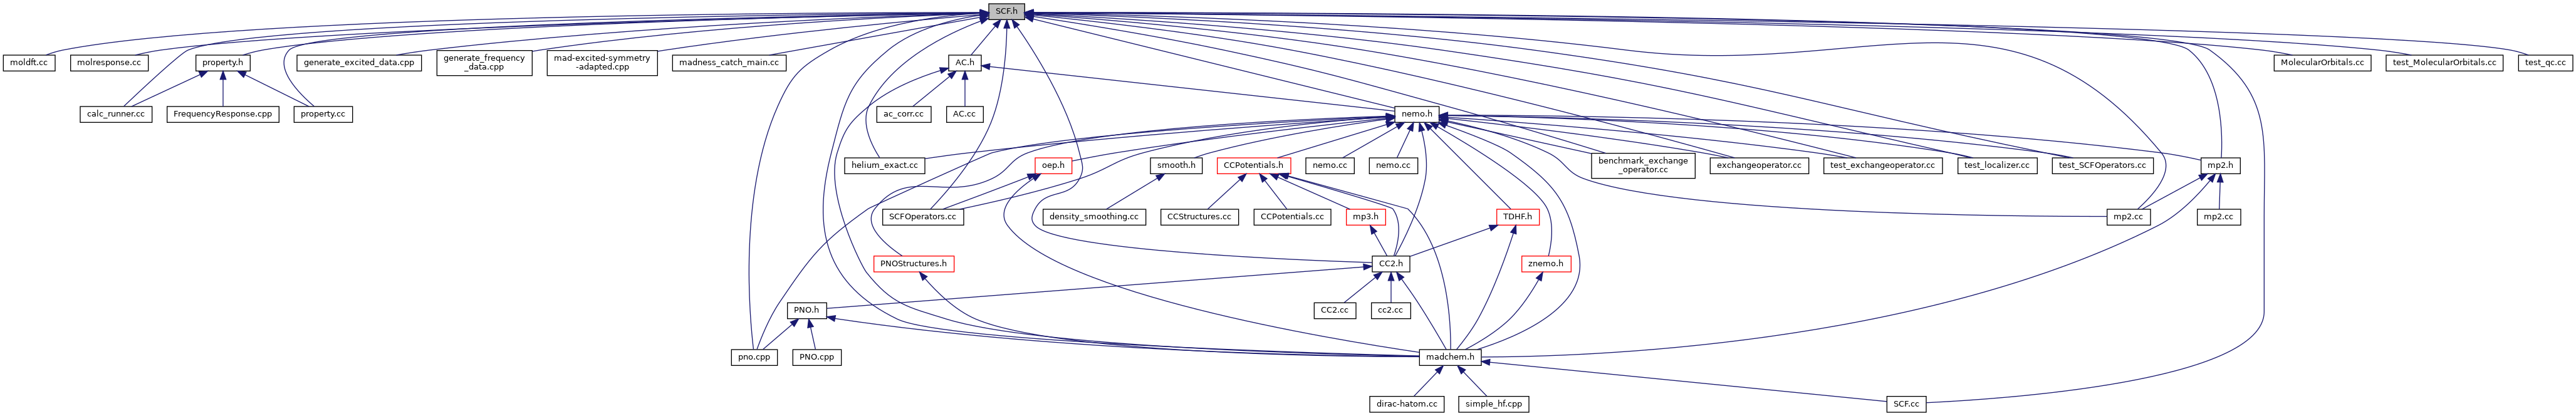 SCF.h
moldft.cc
molresponse.cc
property.h
generate_excited_data.cpp
generate_frequency
_data.cpp
mad-excited-symmetry
-adapted.cpp
madness_catch_main.cc
AC.h
MolecularOrbitals.cc
test_MolecularOrbitals.cc
test_qc.cc
calc_runner.cc
FrequencyResponse.cpp
property.cc
ac_corr.cc
AC.cc
nemo.h
helium_exact.cc
oep.h
smooth.h
CCPotentials.h
nemo.cc
nemo.cc
benchmark_exchange
_operator.cc
exchangeoperator.cc
test_exchangeoperator.cc
test_localizer.cc
test_SCFOperators.cc
mp2.h
SCFOperators.cc
density_smoothing.cc
CCStructures.cc
CCPotentials.cc
mp3.h
TDHF.h
mp2.cc
mp2.cc
PNOStructures.h
CC2.h
znemo.h
PNO.h
CC2.cc
cc2.cc
pno.cpp
PNO.cpp
madchem.h
dirac-hatom.cc
simple_hf.cpp
SCF.cc